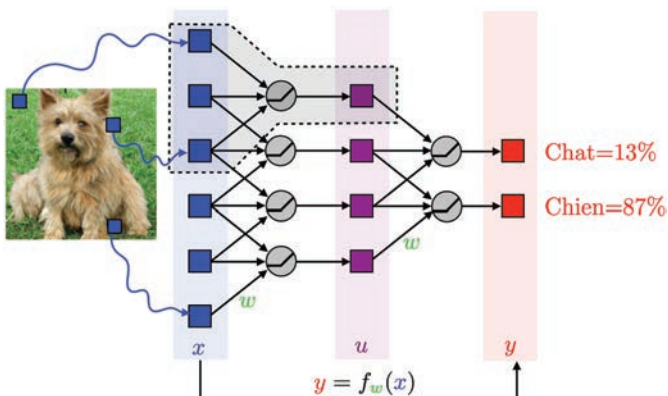 Chat=13%
Chien=87%
w
w
x
u
y
y = f_w(x)